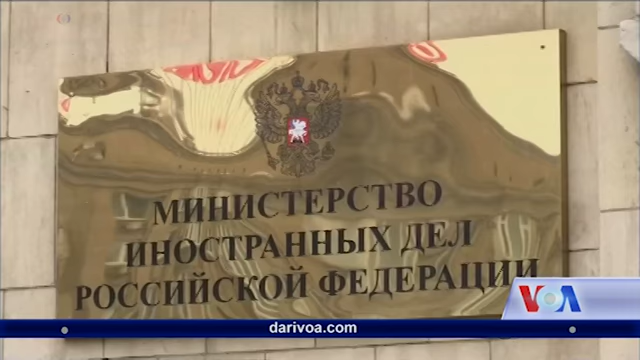 МИНИСТЕРСТВО
ИНОСТРАННЫХ ДЕЛ
РОССИЙСКОЙ ФЕДЕРАЦИИ
VOA
darivoa.com